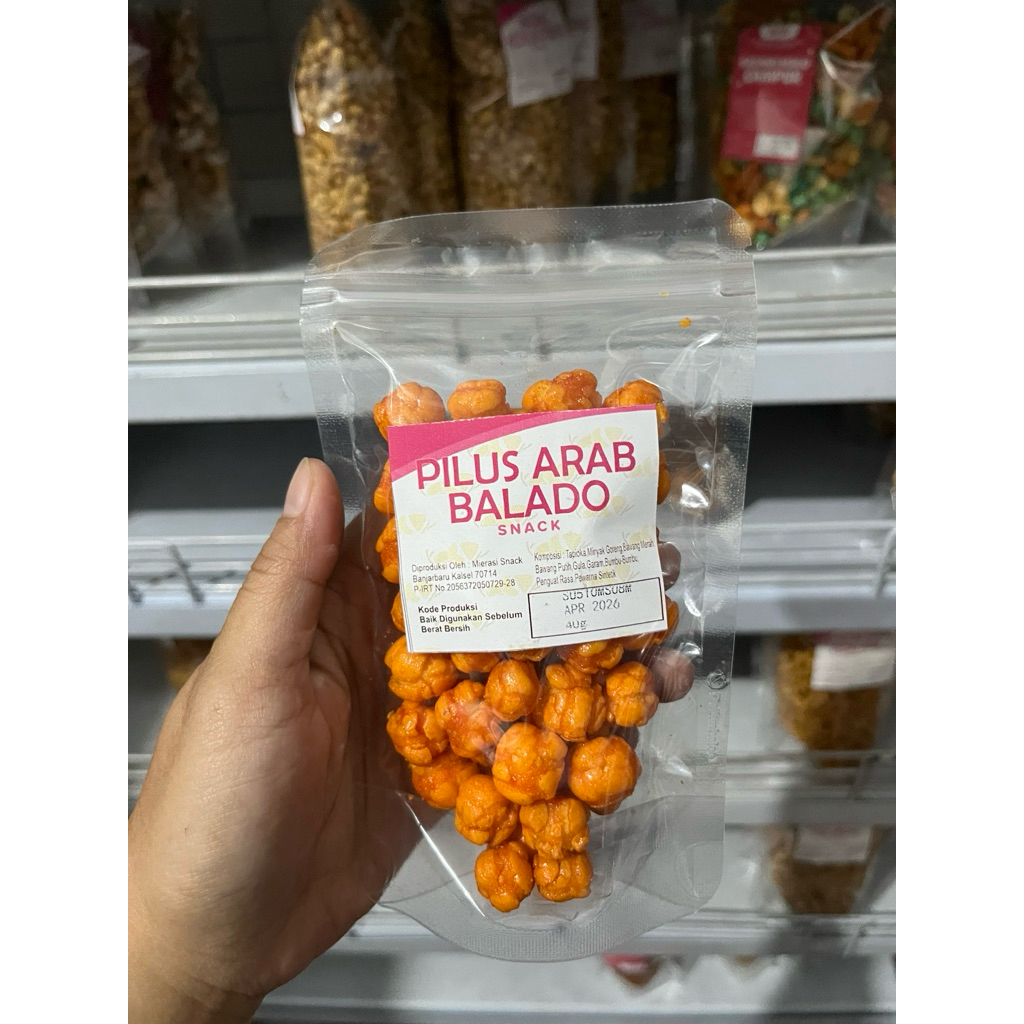 PILUS ARAB
BALADO
SNACK
Diproduksi Oleh : Mierasi Snack
Banjarbaru Kalsel 70714
P-IRT No.2056372050729-28
Komposisi : Tapioka,Minyak Goreng,Bawang Merah
Bawang Putih,Gula,Garam,Bumbu-Bumbu,
Penguat Rasa,Pewarna Sintetik
Kode Produksi
Baik Digunakan Sebelum
Berat Bersih
APR 2026
40g